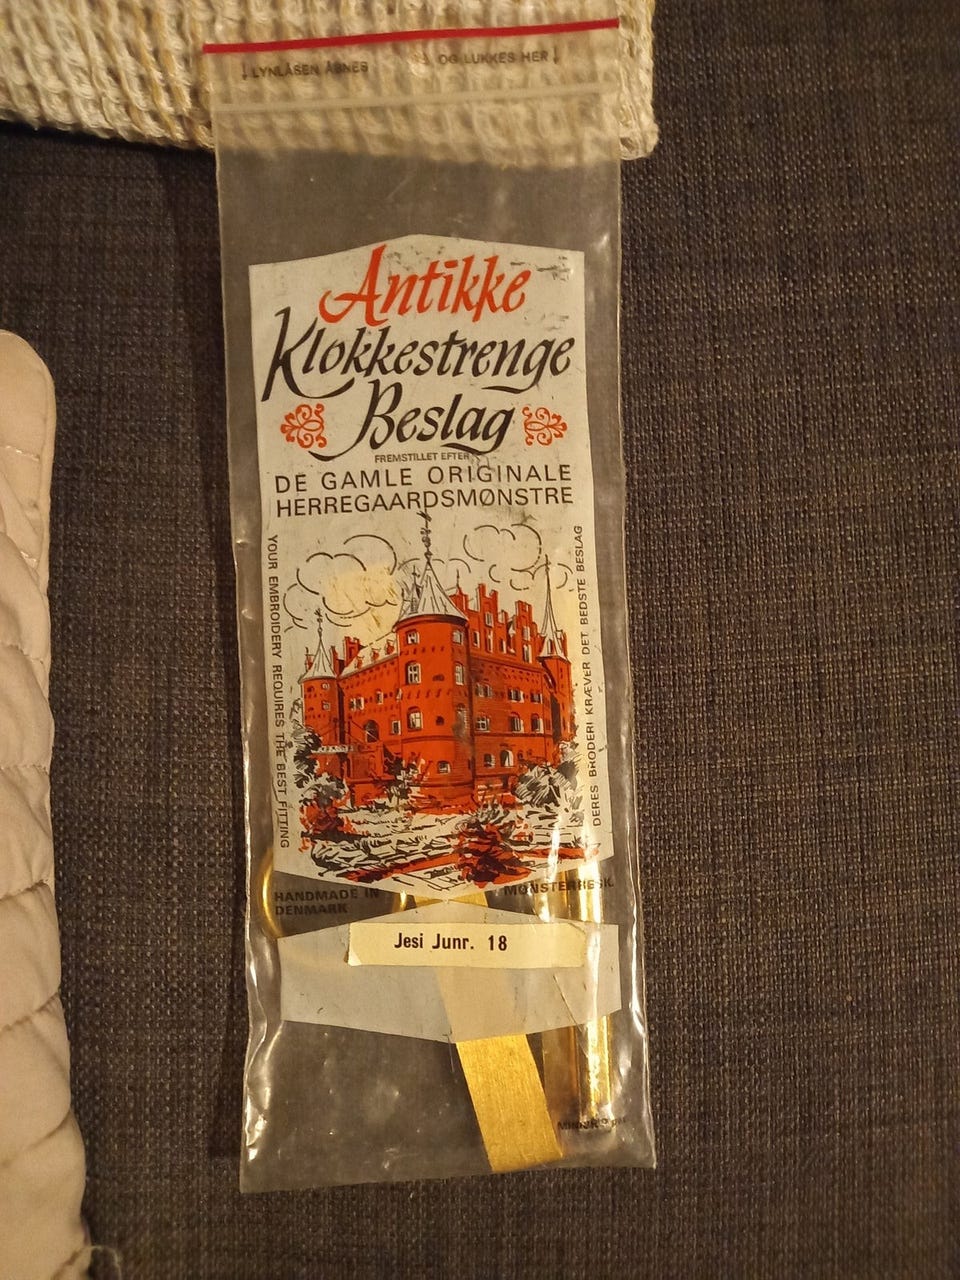 LYNLÅSEN ÅBNES OG LUKKES HER
Antikke
Klokkestrenge
Beslag
FREMSTILLET EFTER
DE GAMLE ORIGINALE
HERREGAARDSMØNSTRE
YOUR EMBROIDERY REQUIRES THE BEST FITTING
DERES BRODERI KRÆVER DET BEDSTE BESLAG
HANDMADE IN
DENMARK
MØNSTERBESK.
Jesi Junr. 18